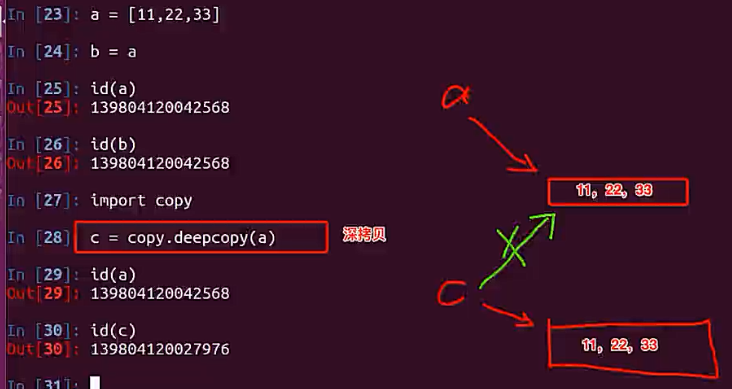 In [23]: a = [11,22,33]
In [24]: b = a
In [25]: id(a)
Out[25]: 139804120042568
In [26]: id(b)
Out[26]: 139804120042568
In [27]: import copy
In [28]: c = copy.deepcopy(a)
深拷贝
In [29]: id(a)
Out[29]: 139804120042568
In [30]: id(c)
Out[30]: 139804120027976
In [31]:
a
11, 22, 33
c
11, 22, 33